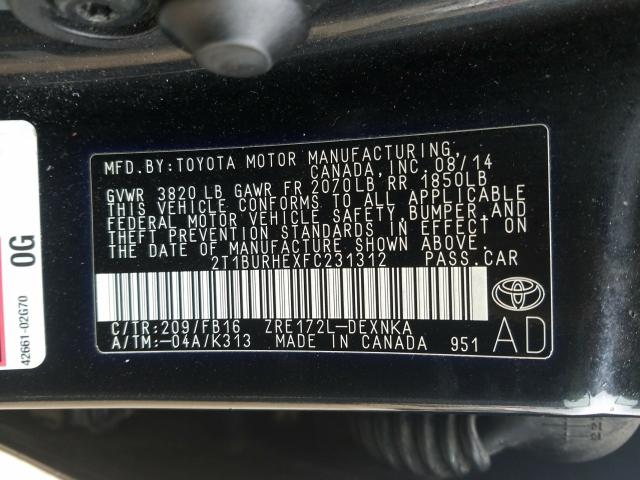 MFD.BY:TOYOTA MOTOR MANUFACTURING,
CANADA, INC. 08/14
GVWR 3820 LB GAWR FR 2070LB RR 1850LB
THIS VEHICLE CONFORMS TO ALL APPLICABLE
FEDERAL MOTOR VEHICLE SAFETY,BUMPER,AND
THEFT PREVENTION STANDARDS IN EFFECT ON
THE DATE OF MANUFACTURE SHOWN ABOVE.
2T1BURHEXFC231312 PASS.CAR
C/TR:209/FB16 ZRE172L-DEXNKA
A/TM:-04A/K313 MADE IN CANADA 951
AD
0G
42661-02G70